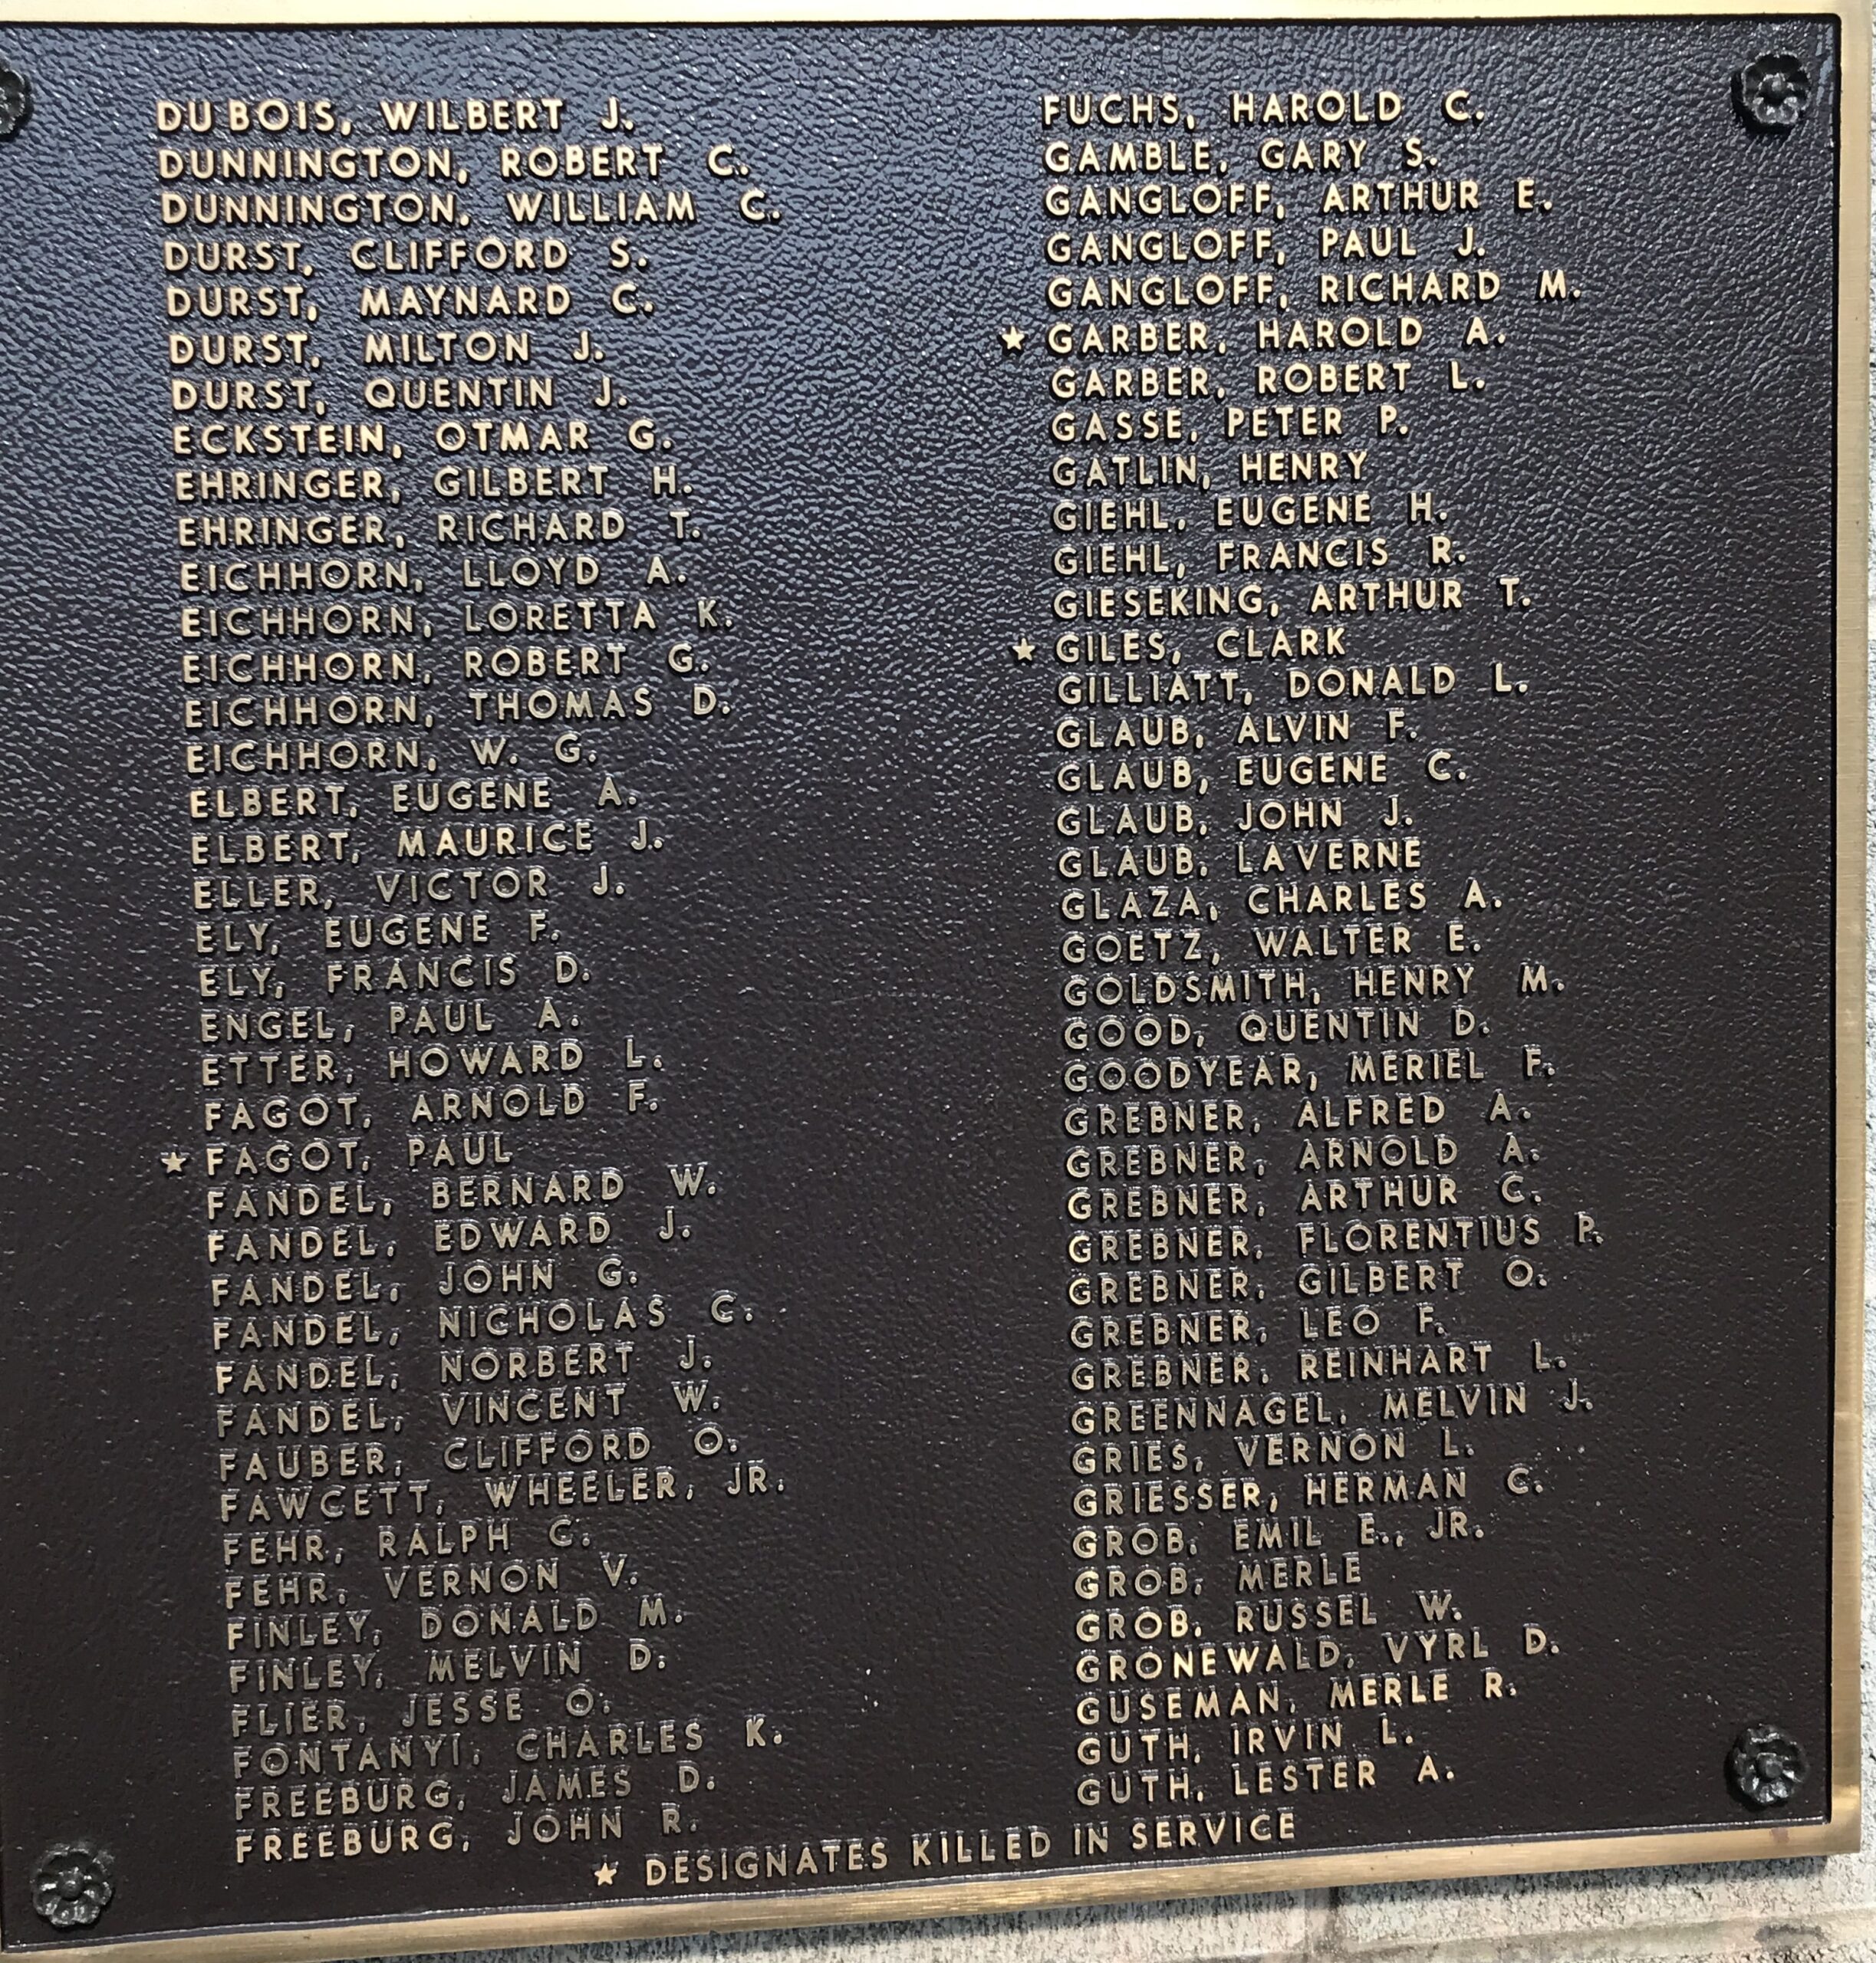 DU BOIS, WILBERT J.
DUNNINGTON, ROBERT C.
DUNNINGTON, WILLIAM C.
DURST, CLIFFORD S.
DURST, MAYNARD C.
DURST, MILTON J.
DURST, QUENTIN J.
ECKSTEIN, OTMAR G.
EHRINGER, GILBERT H.
EHRINGER, RICHARD T.
EICHHORN, LLOYD A.
EICHHORN, LORETTA K.
EICHHORN, ROBERT G.
EICHHORN, THOMAS D.
EICHHORN, W. G.
ELBERT, EUGENE A.
ELBERT, MAURICE J.
ELLER, VICTOR J.
ELY, EUGENE F.
ELY, FRANCIS D.
ENGEL, PAUL A.
ETTER, HOWARD L.
FAGOT, ARNOLD F.
★ FAGOT, PAUL
FANDEL, BERNARD W.
FANDEL, EDWARD J.
FANDEL, JOHN G.
FANDEL, NICHOLAS C.
FANDEL, NORBERT J.
FANDEL, VINCENT W.
FAUBER, CLIFFORD O.
FAWCETT, WHEELER, JR.
FEHR, RALPH C.
FEHR, VERNON V.
FINLEY, DONALD M.
FINLEY, MELVIN D.
FLIER, JESSE O.
FONTANYI, CHARLES K.
FREEBURG, JAMES D.
FREEBURG, JOHN R.
FUCHS, HAROLD C.
GAMBLE, GARY S.
GANGLOFF, ARTHUR E.
GANGLOFF, PAUL J.
GANGLOFF, RICHARD M.
★ GARBER, HAROLD A.
GARBER, ROBERT L.
GASSE, PETER P.
GATLIN, HENRY
GIEHL, EUGENE H.
GIEHL, FRANCIS R.
GIESEKING, ARTHUR T.
★ GILES, CLARK
GILLIATT, DONALD L.
GLAUB, ALVIN F.
GLAUB, EUGENE C.
GLAUB, JOHN J.
GLAUB, LAVERNE
GLAZA, CHARLES A.
GOETZ, WALTER E.
GOLDSMITH, HENRY M.
GOOD, QUENTIN D.
GOODYEAR, MERIEL F.
GREBNER, ALFRED A.
GREBNER, ARNOLD A.
GREBNER, ARTHUR C.
GREBNER, FLORENTIUS P.
GREBNER, GILBERT O.
GREBNER, LEO F.
GREBNER, REINHART L.
GREENNAGEL, MELVIN J.
GRIES, VERNON L.
GRIESSER, HERMAN C.
GROB, EMIL E., JR.
GROB, MERLE
GROB, RUSSEL W.
GRONEWALD, VYRL D.
GUSEMAN, MERLE R.
GUTH, IRVIN L.
GUTH, LESTER A.
★ DESIGNATES KILLED IN SERVICE